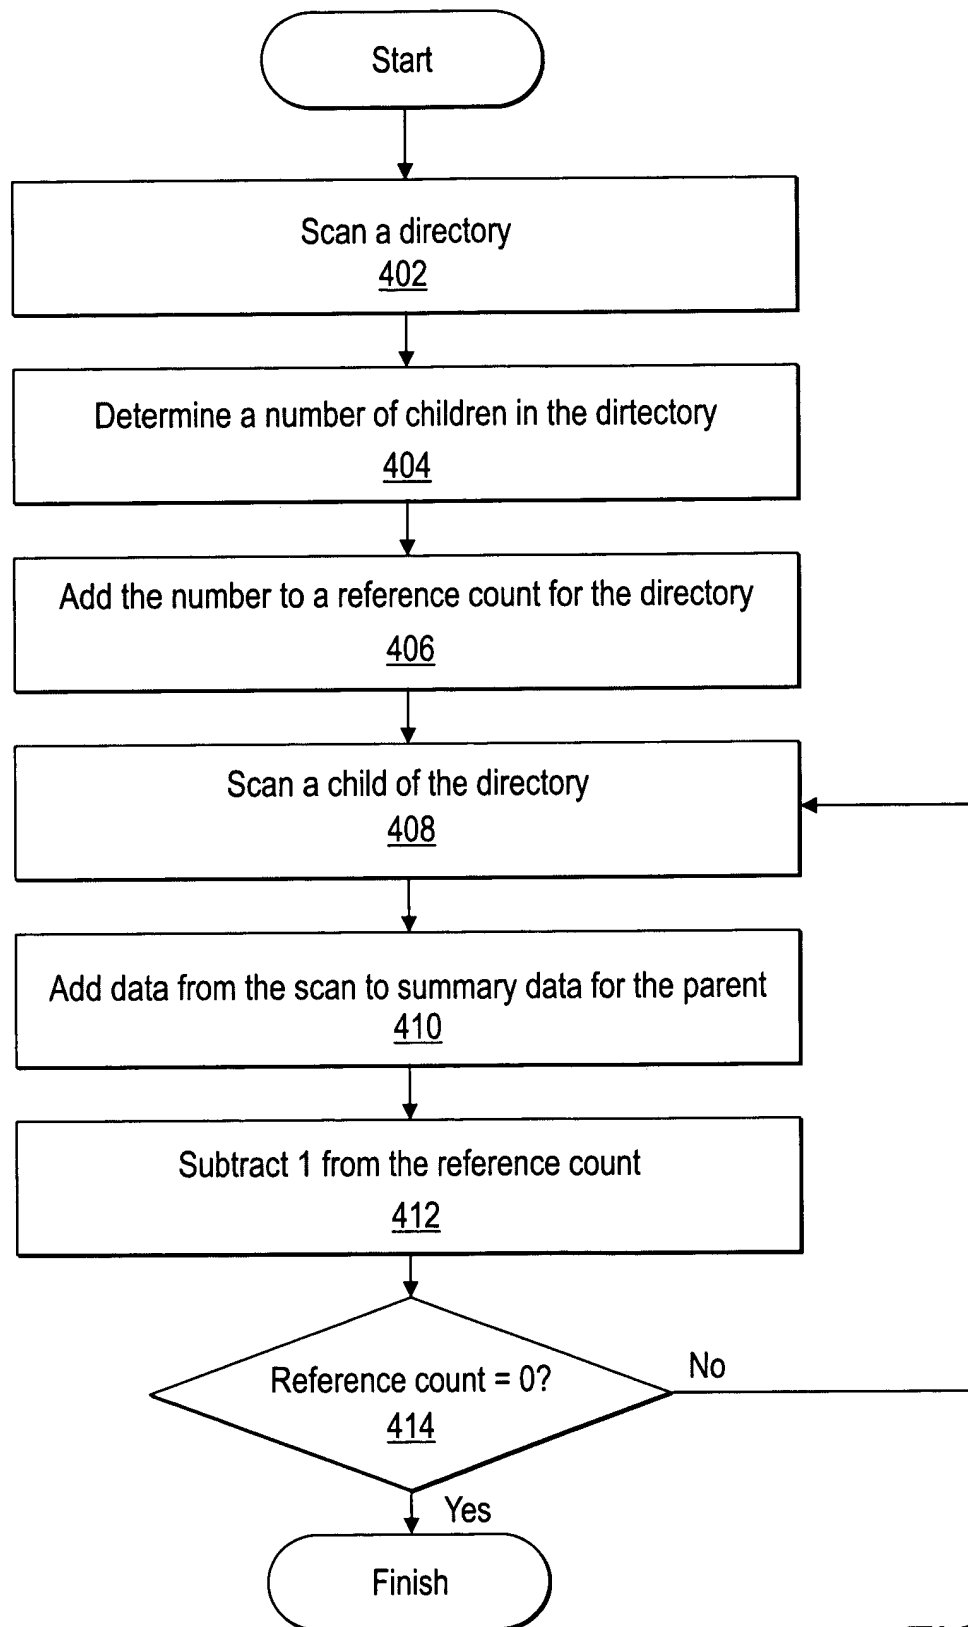 Start
Scan a directory
402
Determine a number of children in the dirtectory
404
Add the number to a reference count for the directory
406
Scan a child of the directory
408
Add data from the scan to summary data for the parent
410
Subtract 1 from the reference count
412
Reference count = 0?
414
No
Yes
Finish